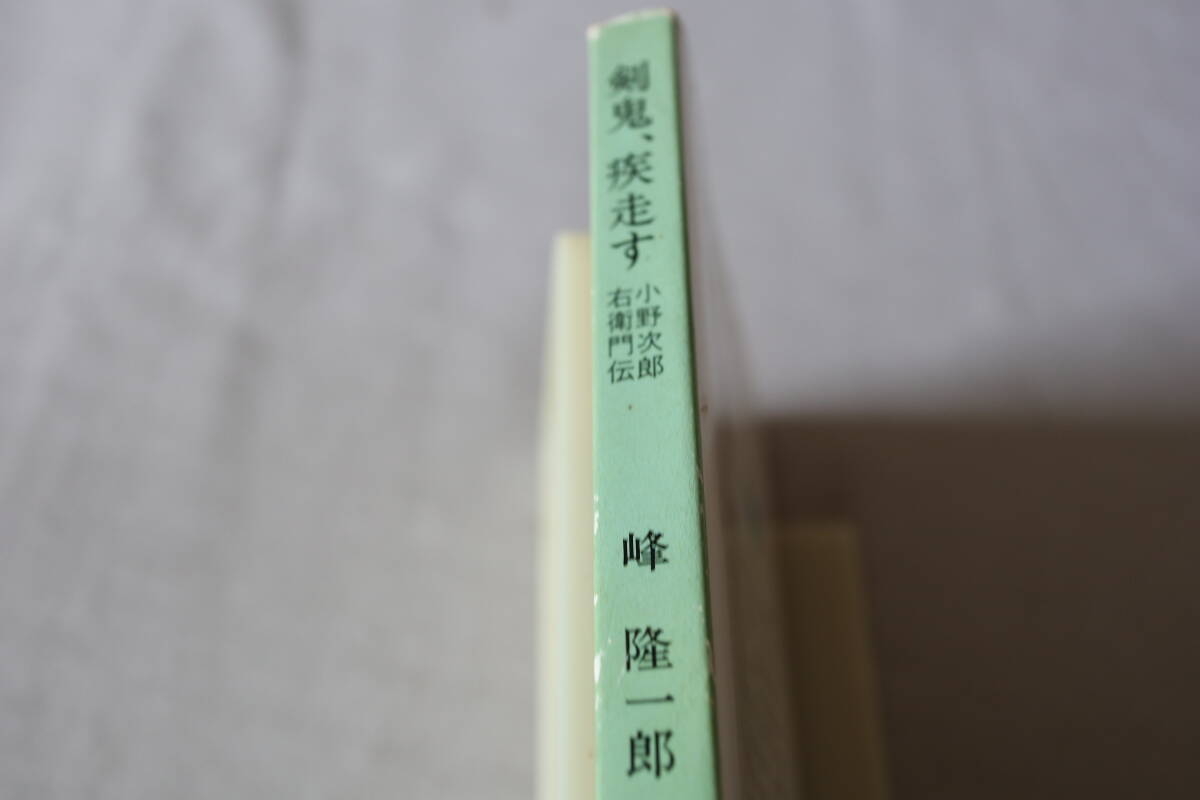 剣鬼、疾走す
小野次郎
右衛門伝
峰 隆一郎